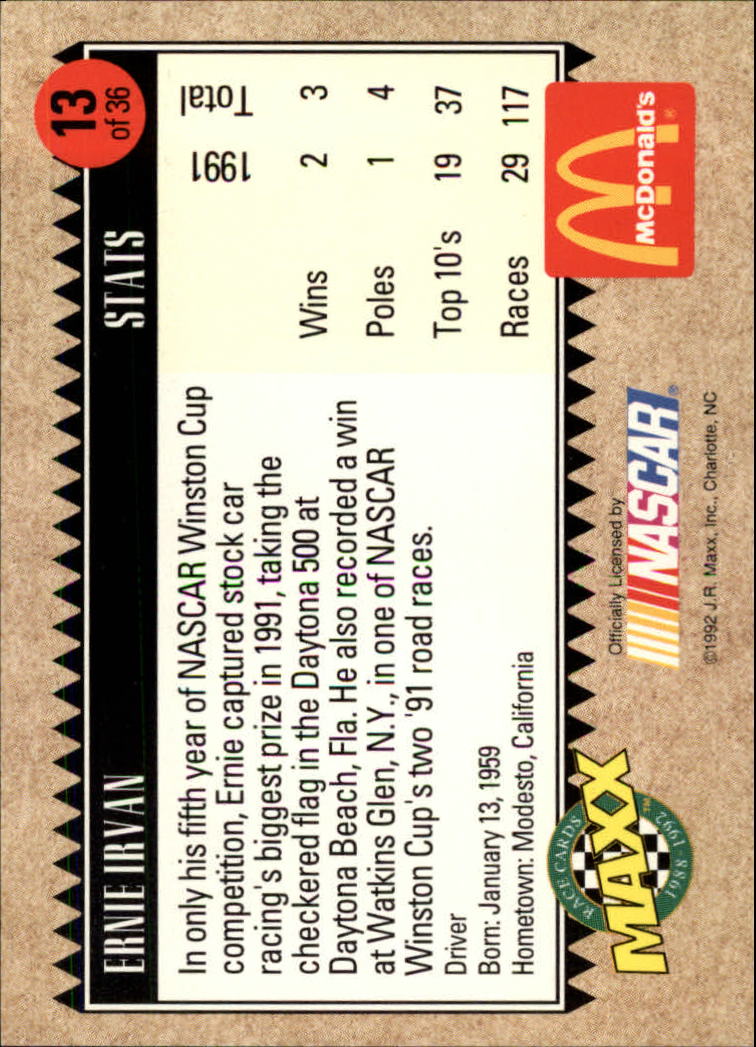 ERNIE IRVAN
STATS
13
of 36
In only his fifth year of NASCAR Winston Cup
competition, Ernie captured stock car
racing's biggest prize in 1991, taking the
checkered flag in the Daytona 500 at
Daytona Beach, Fla. He also recorded a win
at Watkins Glen, N.Y., in one of NASCAR
Winston Cup's two '91 road races.
Driver
Born: January 13, 1959
Hometown: Modesto, California
1991 Total
Wins 2 3
Poles 1 4
Top 10's 19 37
Races 29 117
RACE CARDS
MAXX™
1988 1992
Officially Licensed by
NASCAR®
McDonald's®
©1992 J.R. Maxx, Inc., Charlotte, NC